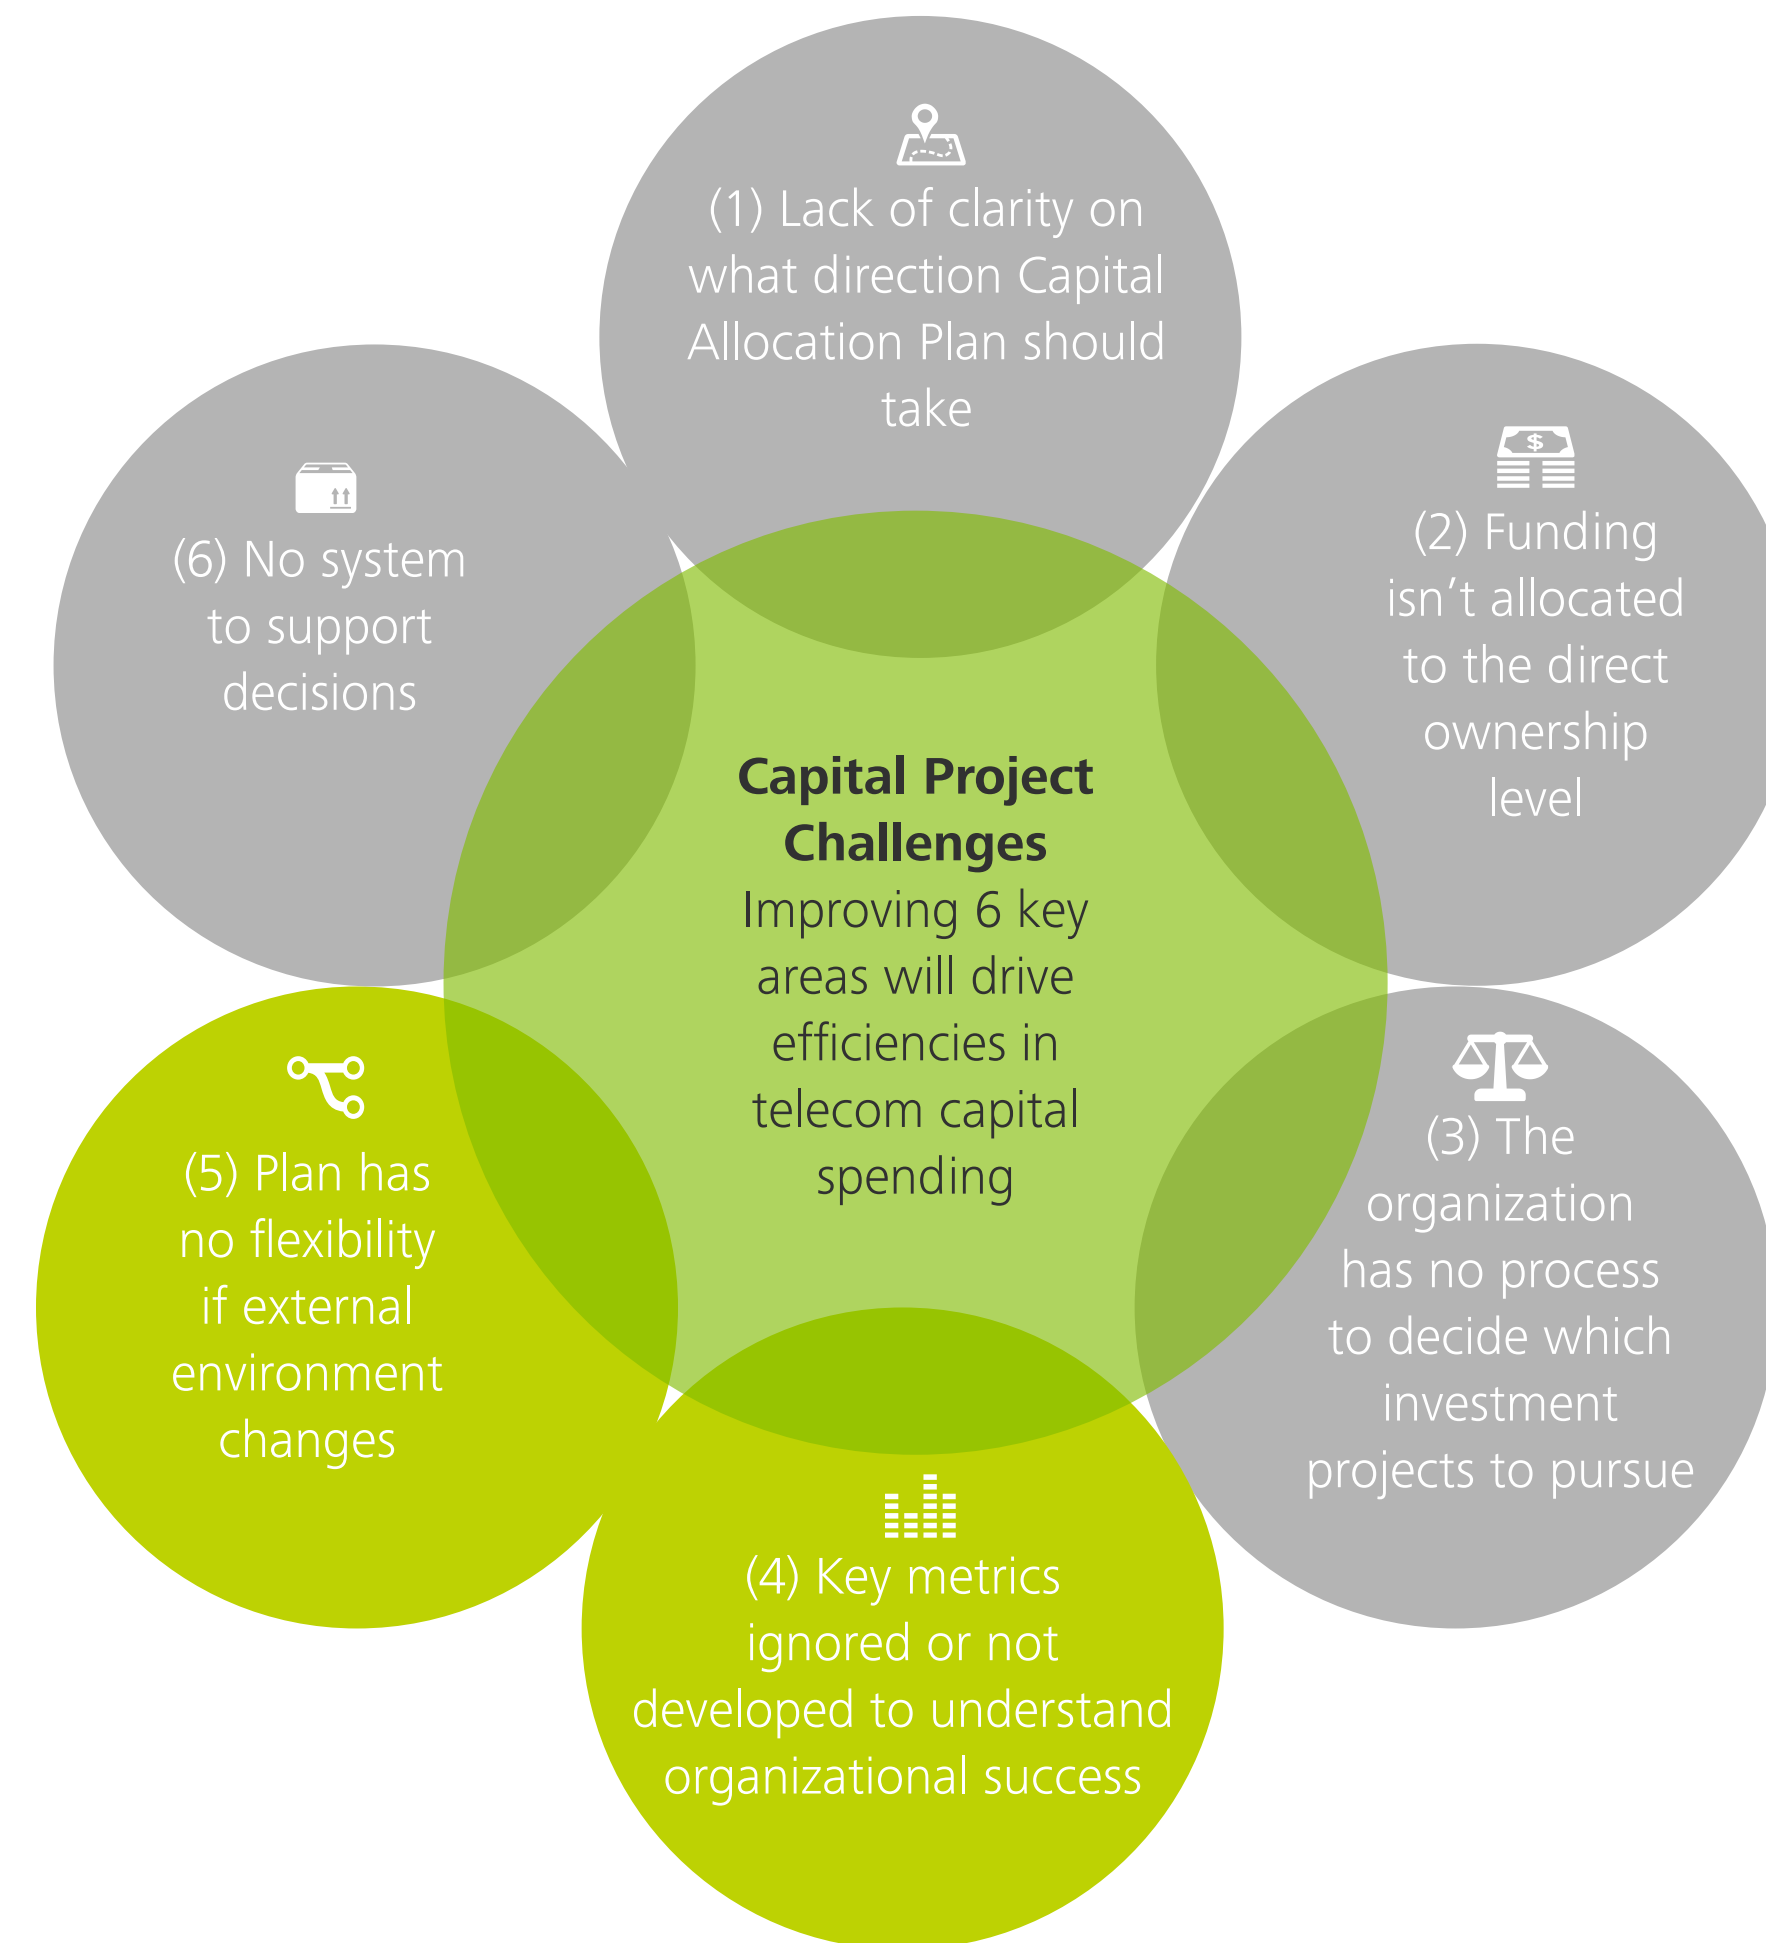 (1) Lack of clarity on
what direction Capital
Allocation Plan should
take
(2) Funding
isn’t allocated
to the direct
ownership
level
(3) The
organization
has no process
to decide which
investment
projects to pursue
(4) Key metrics
ignored or not
developed to understand
organizational success
(5) Plan has
no flexibility
if external
environment
changes
(6) No system
to support
decisions
Capital Project
Challenges
Improving 6 key
areas will drive
efficiencies in
telecom capital
spending
$